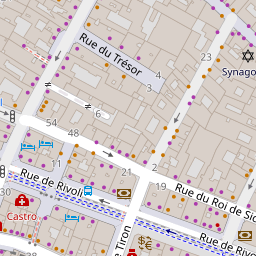 Rue du Trésor
23
Synago
3
4
6
54
48
11
21
2
19
Rue du Roi de Sic
Rue de Rivoli
30
Castro
Rue de Rivo
e Tiron